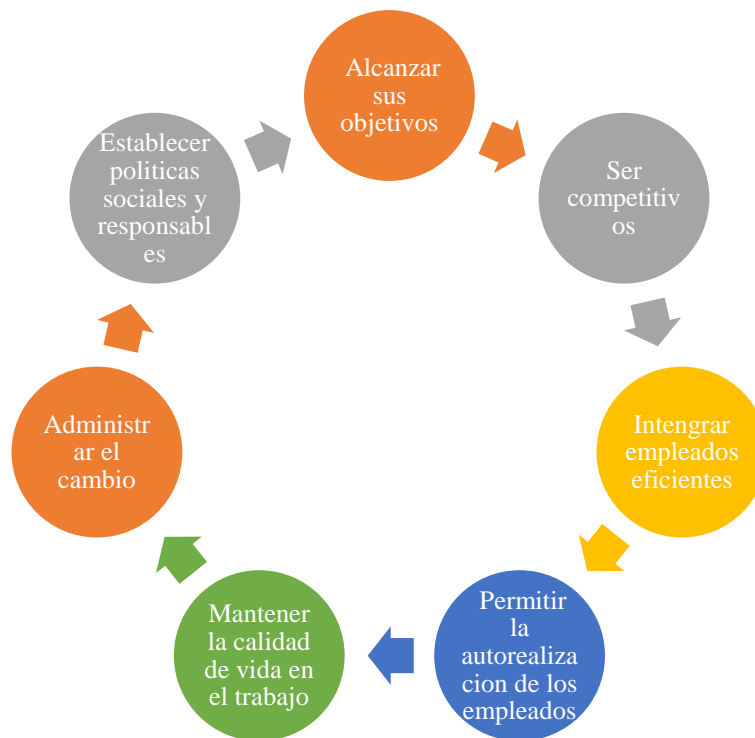 Alcanzar
sus
objetivos
Ser
competitiv
os
Intengrar
empleados
eficientes
Permitir
la
autorealiza
cion de los
empleados
Mantener
la calidad
de vida en
el trabajo
Administr
ar el
cambio
Establecer
politicas
sociales y
responsabl
es